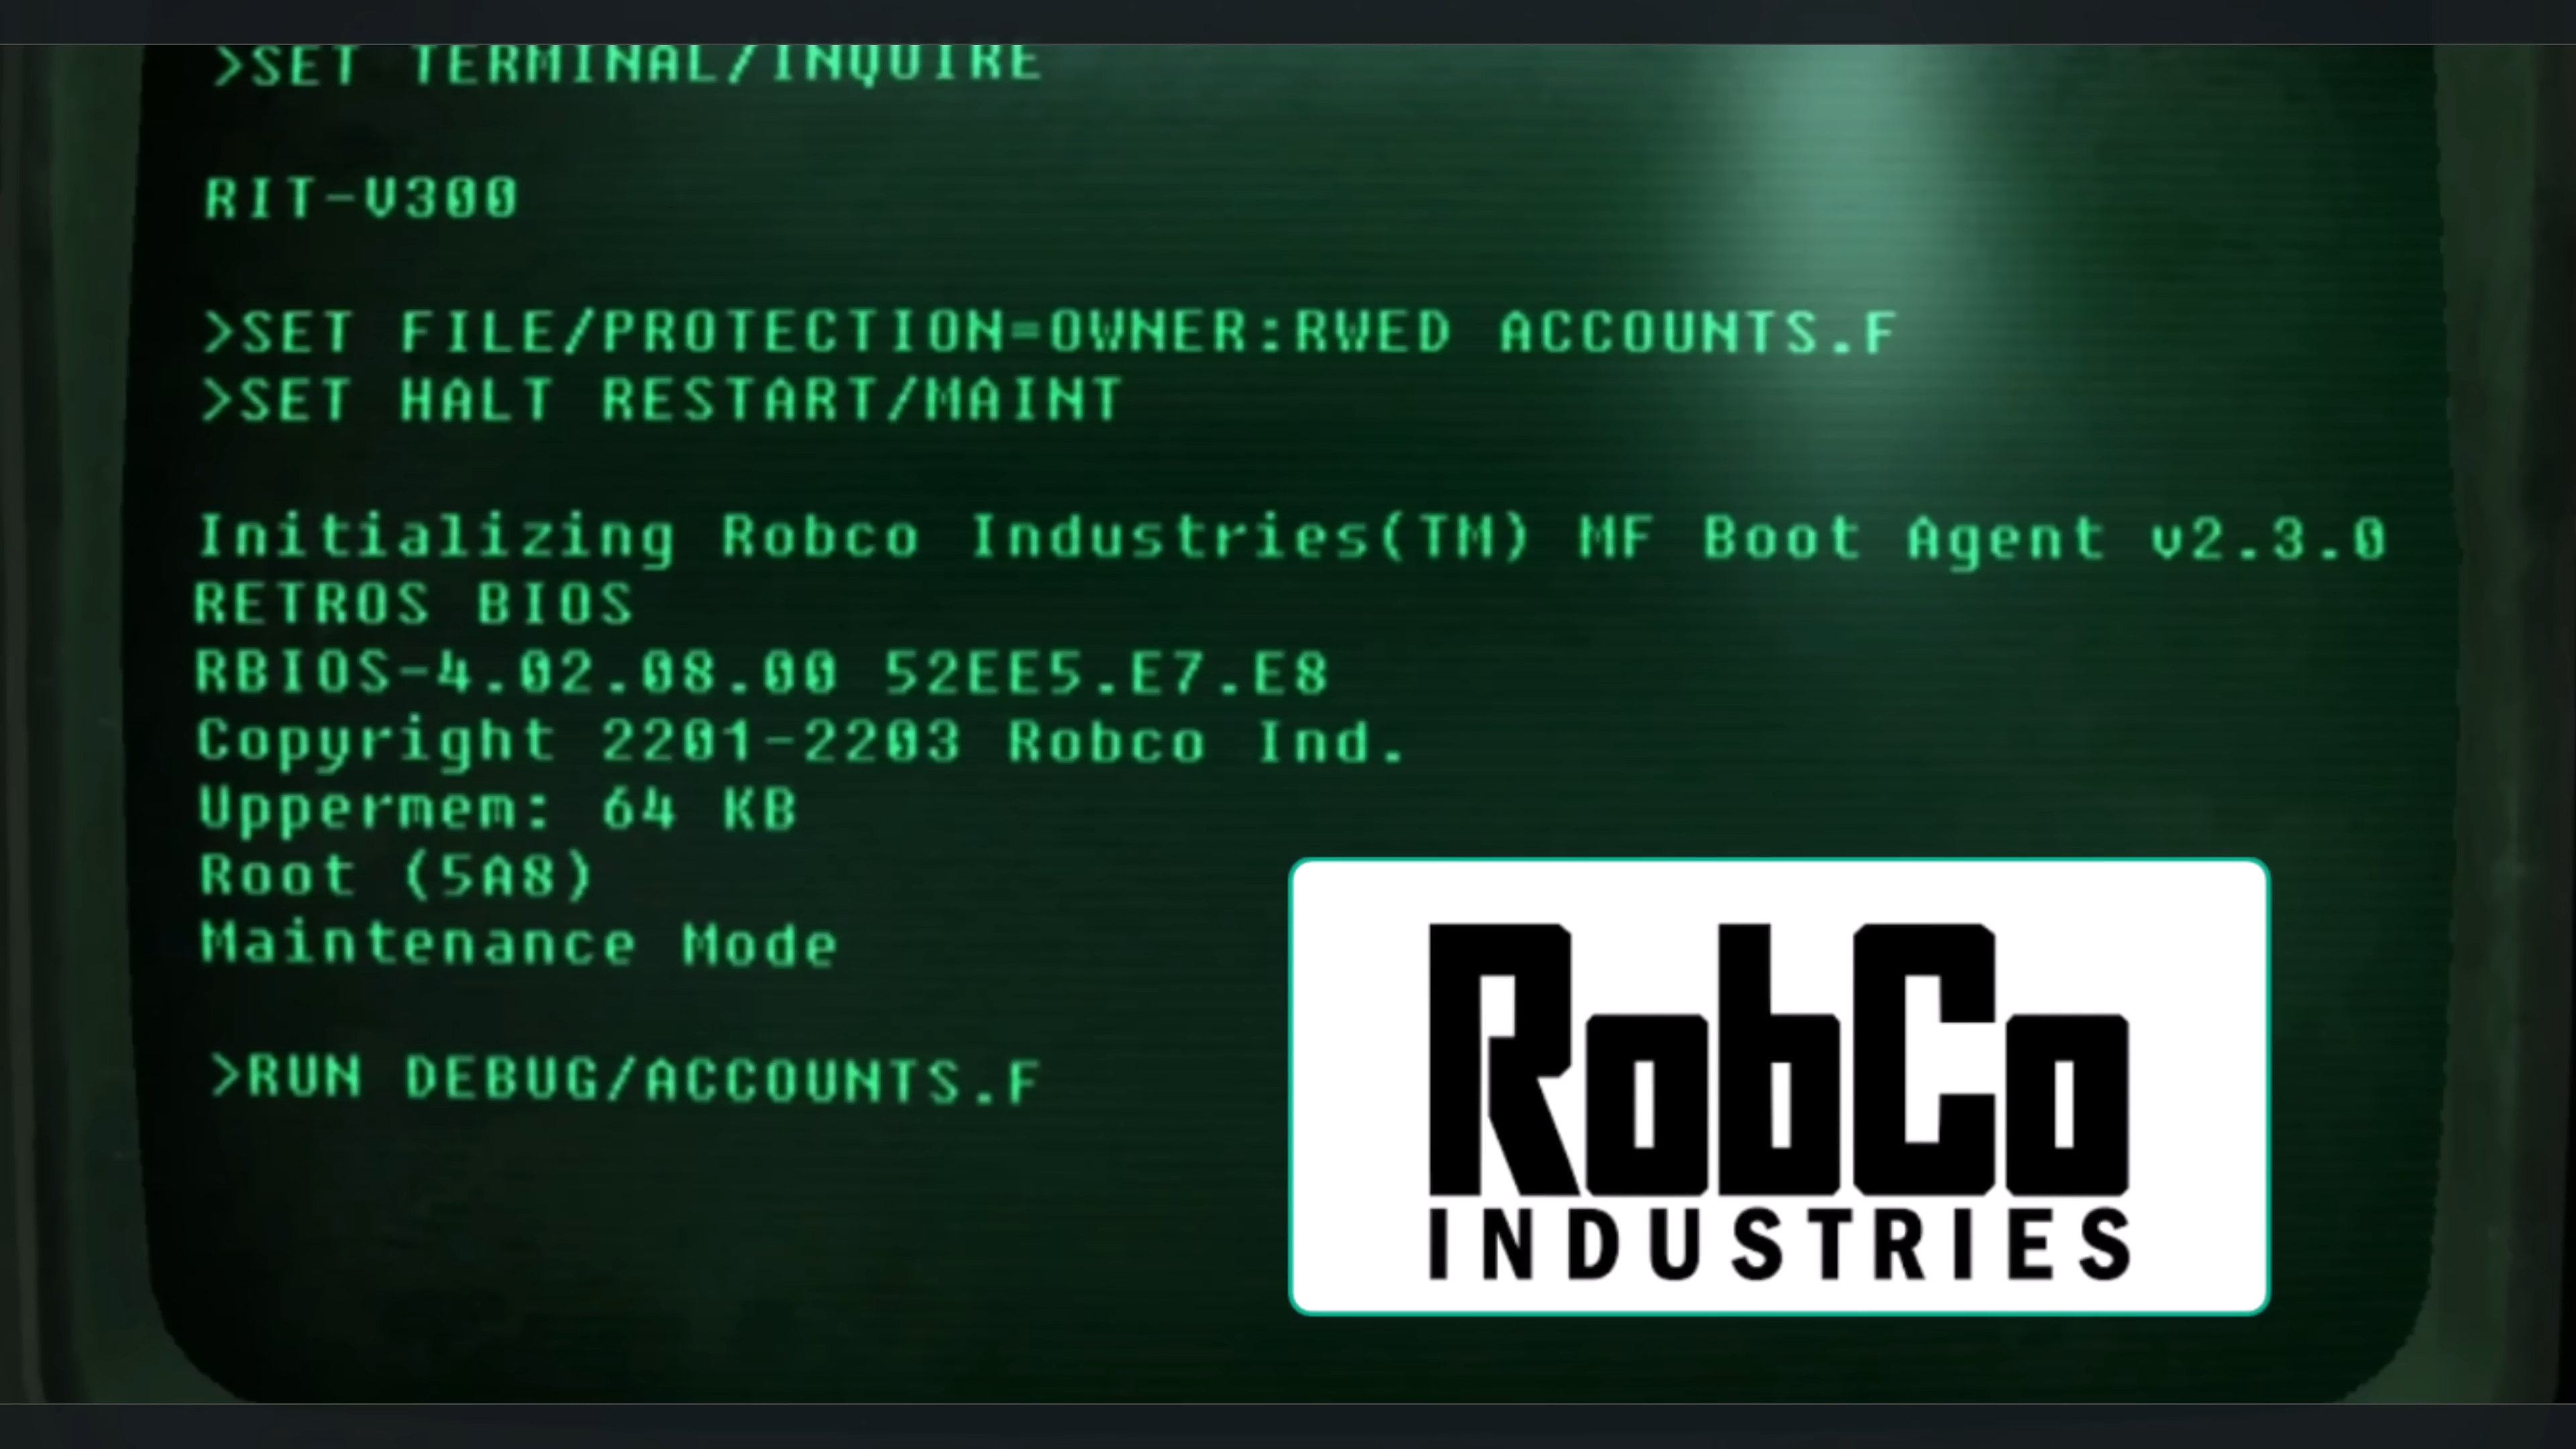 >SET TERMINAL/INQUIRE
RIT-V300
>SET FILE/PROTECTION=OWNER:RWED ACCOUNTS.F
>SET HALT RESTART/MAINT
Initializing Robco Industries(TM) MF Boot Agent v2.3.0
RETROS BIOS
RBIOS-4.02.08.00 52EE5.E7.E8
Copyright 2201-2203 Robco Ind.
Uppermem: 64 KB
Root (5A8)
Maintenance Mode
>RUN DEBUG/ACCOUNTS.F
RobCo
INDUSTRIES